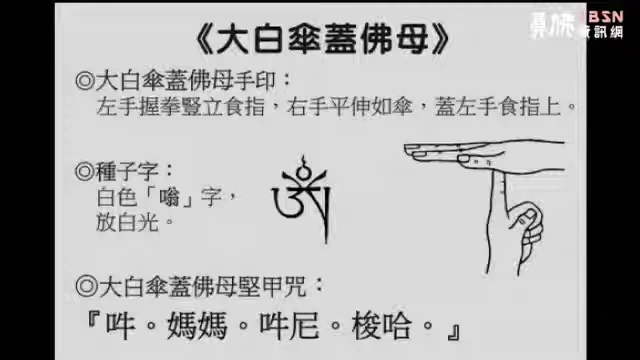 真佛 TBSN
資訊網
《大白傘蓋佛母》
◎大白傘蓋佛母手印：
左手握拳豎立食指，右手平伸如傘，蓋左手食指上。
◎種子字：
白色「嗡」字，
放白光。
ༀ
◎大白傘蓋佛母堅甲咒：
『吽。媽媽。吽尼。梭哈。』